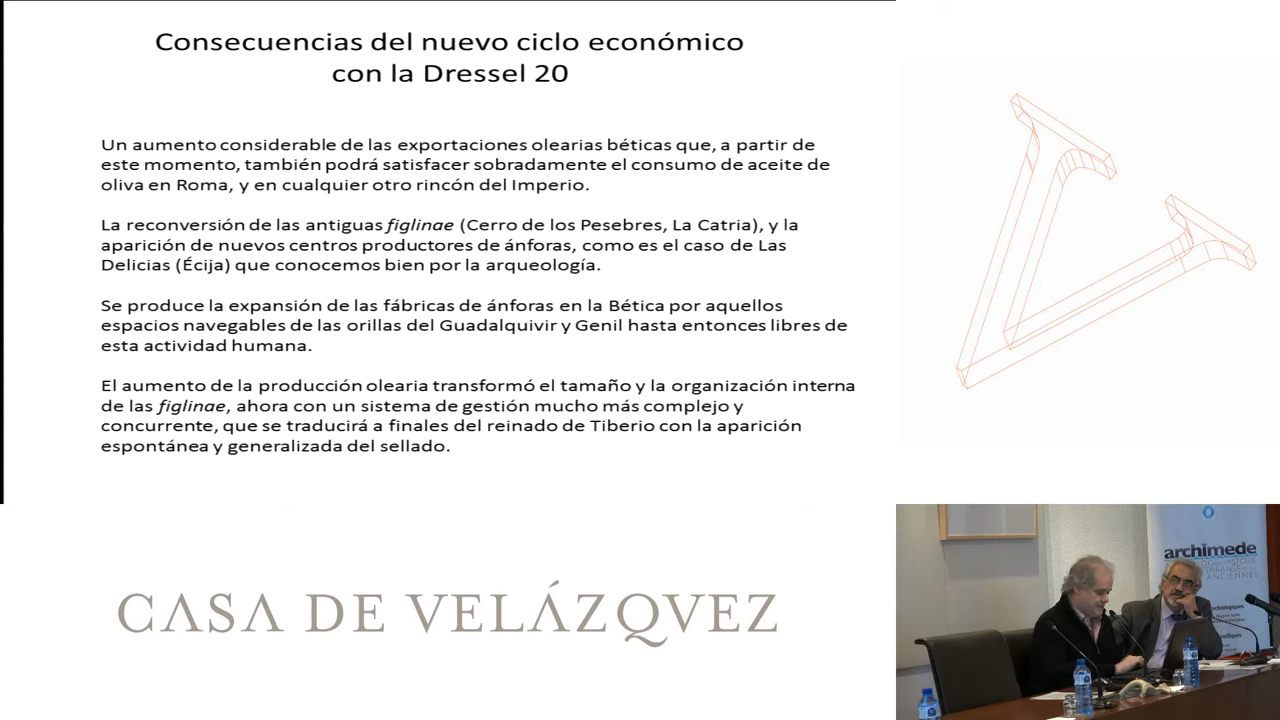 Consecuencias del nuevo ciclo económico
con la Dressel 20
Un aumento considerable de las exportaciones olearias béticas que, a partir de
este momento, también podrá satisfacer sobradamente el consumo de aceite de
oliva en Roma, y en cualquier otro rincón del Imperio.
La reconversión de las antiguas figlinae (Cerro de los Pesebres, La Catria), y la
aparición de nuevos centros productores de ánforas, como es el caso de Las
Delicias (Écija) que conocemos bien por la arqueología.
Se produce la expansión de las fábricas de ánforas en la Bética por aquellos
espacios navegables de las orillas del Guadalquivir y Genil hasta entonces libres de
esta actividad humana.
El aumento de la producción olearia transformó el tamaño y la organización interna
de las figlinae, ahora con un sistema de gestión mucho más complejo y
concurrente, que se traducirá a finales del reinado de Tiberio con la aparición
espontánea y generalizada del sellado.
CASA DE VELÁZQVEZ
archimede
ANCIENNES